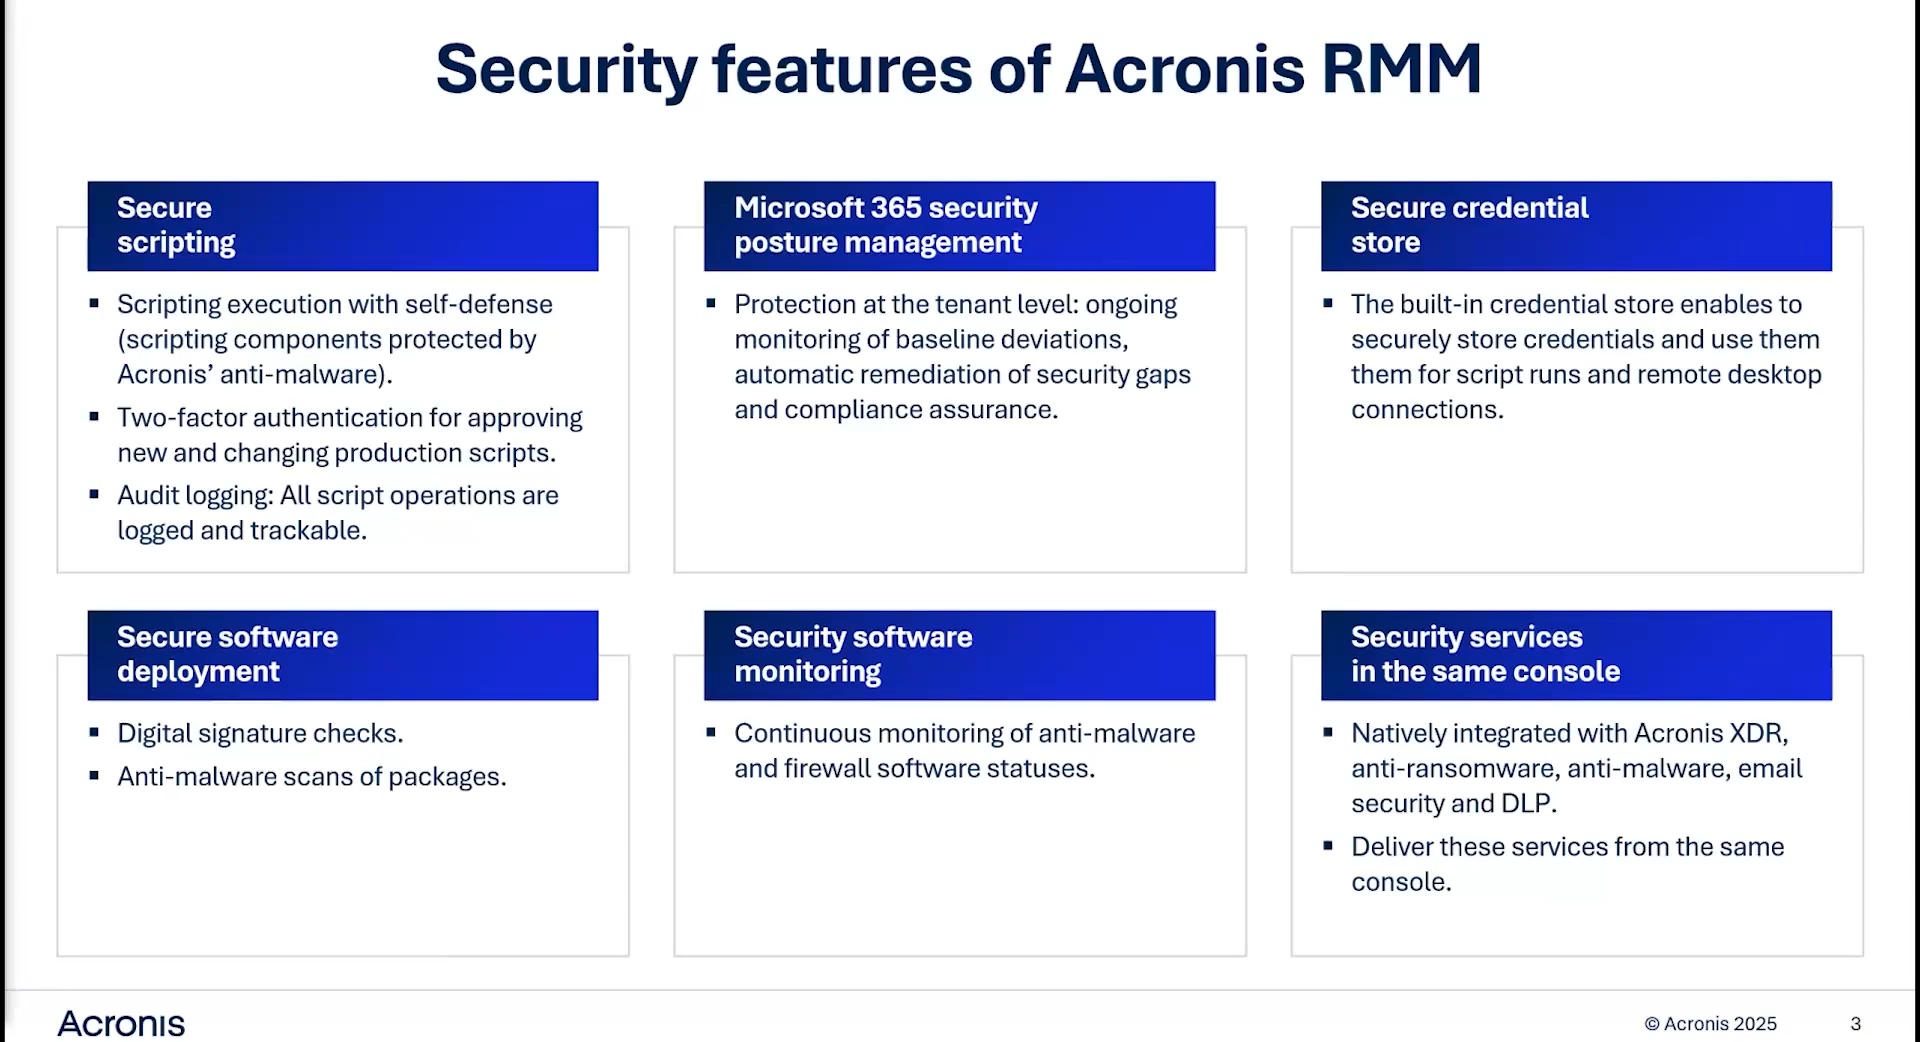 Security features of Acronis RMM
Secure
scripting
▪ Scripting execution with self-defense
(scripting components protected by
Acronis’ anti-malware).
▪ Two-factor authentication for approving
new and changing production scripts.
▪ Audit logging: All script operations are
logged and trackable.
Microsoft 365 security
posture management
▪ Protection at the tenant level: ongoing
monitoring of baseline deviations,
automatic remediation of security gaps
and compliance assurance.
Secure credential
store
▪ The built-in credential store enables to
securely store credentials and use them
them for script runs and remote desktop
connections.
Secure software
deployment
▪ Digital signature checks.
▪ Anti-malware scans of packages.
Security software
monitoring
▪ Continuous monitoring of anti-malware
and firewall software statuses.
Security services
in the same console
▪ Natively integrated with Acronis XDR,
anti-ransomware, anti-malware, email
security and DLP.
▪ Deliver these services from the same
console.
Acronis
© Acronis 2025
3